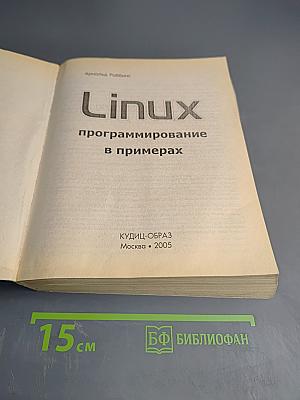 Арнольд Роббинс
Linux
программирование
в примерах
КУДИЦ-ОБРАЗ
Москва • 2005
15 см
БФ БИБЛИОФАН